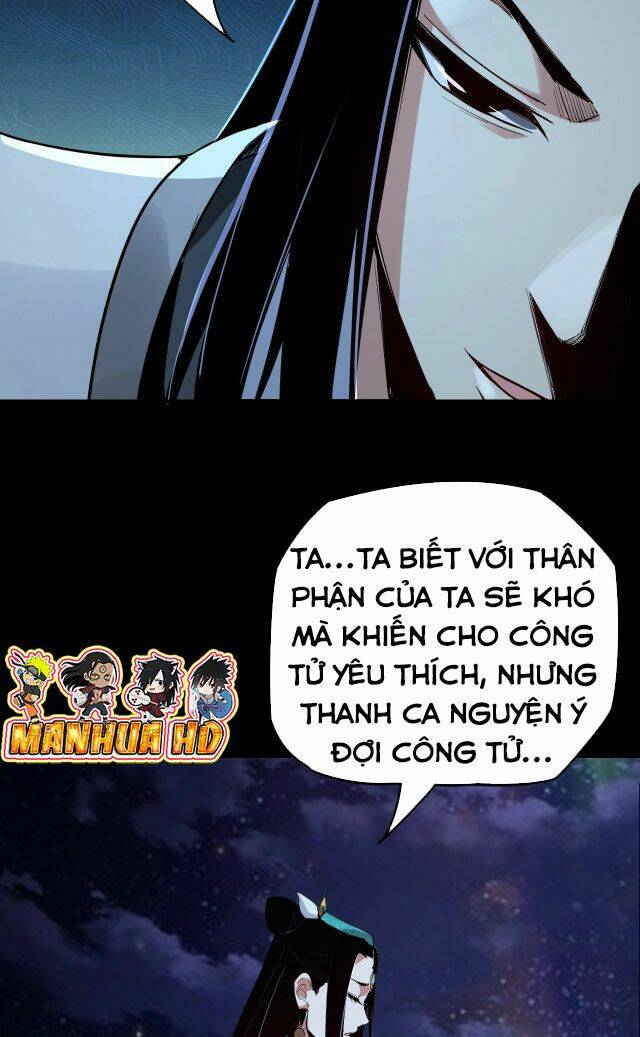 TA...TA BIẾT VỚI THÂN
PHẬN CỦA TA SẼ KHÓ
MÀ KHIẾN CHO CÔNG
TỬ YÊU THÍCH, NHƯNG
THANH CA NGUYỆN Ý
ĐỢI CÔNG TỬ...
MANHUA HD